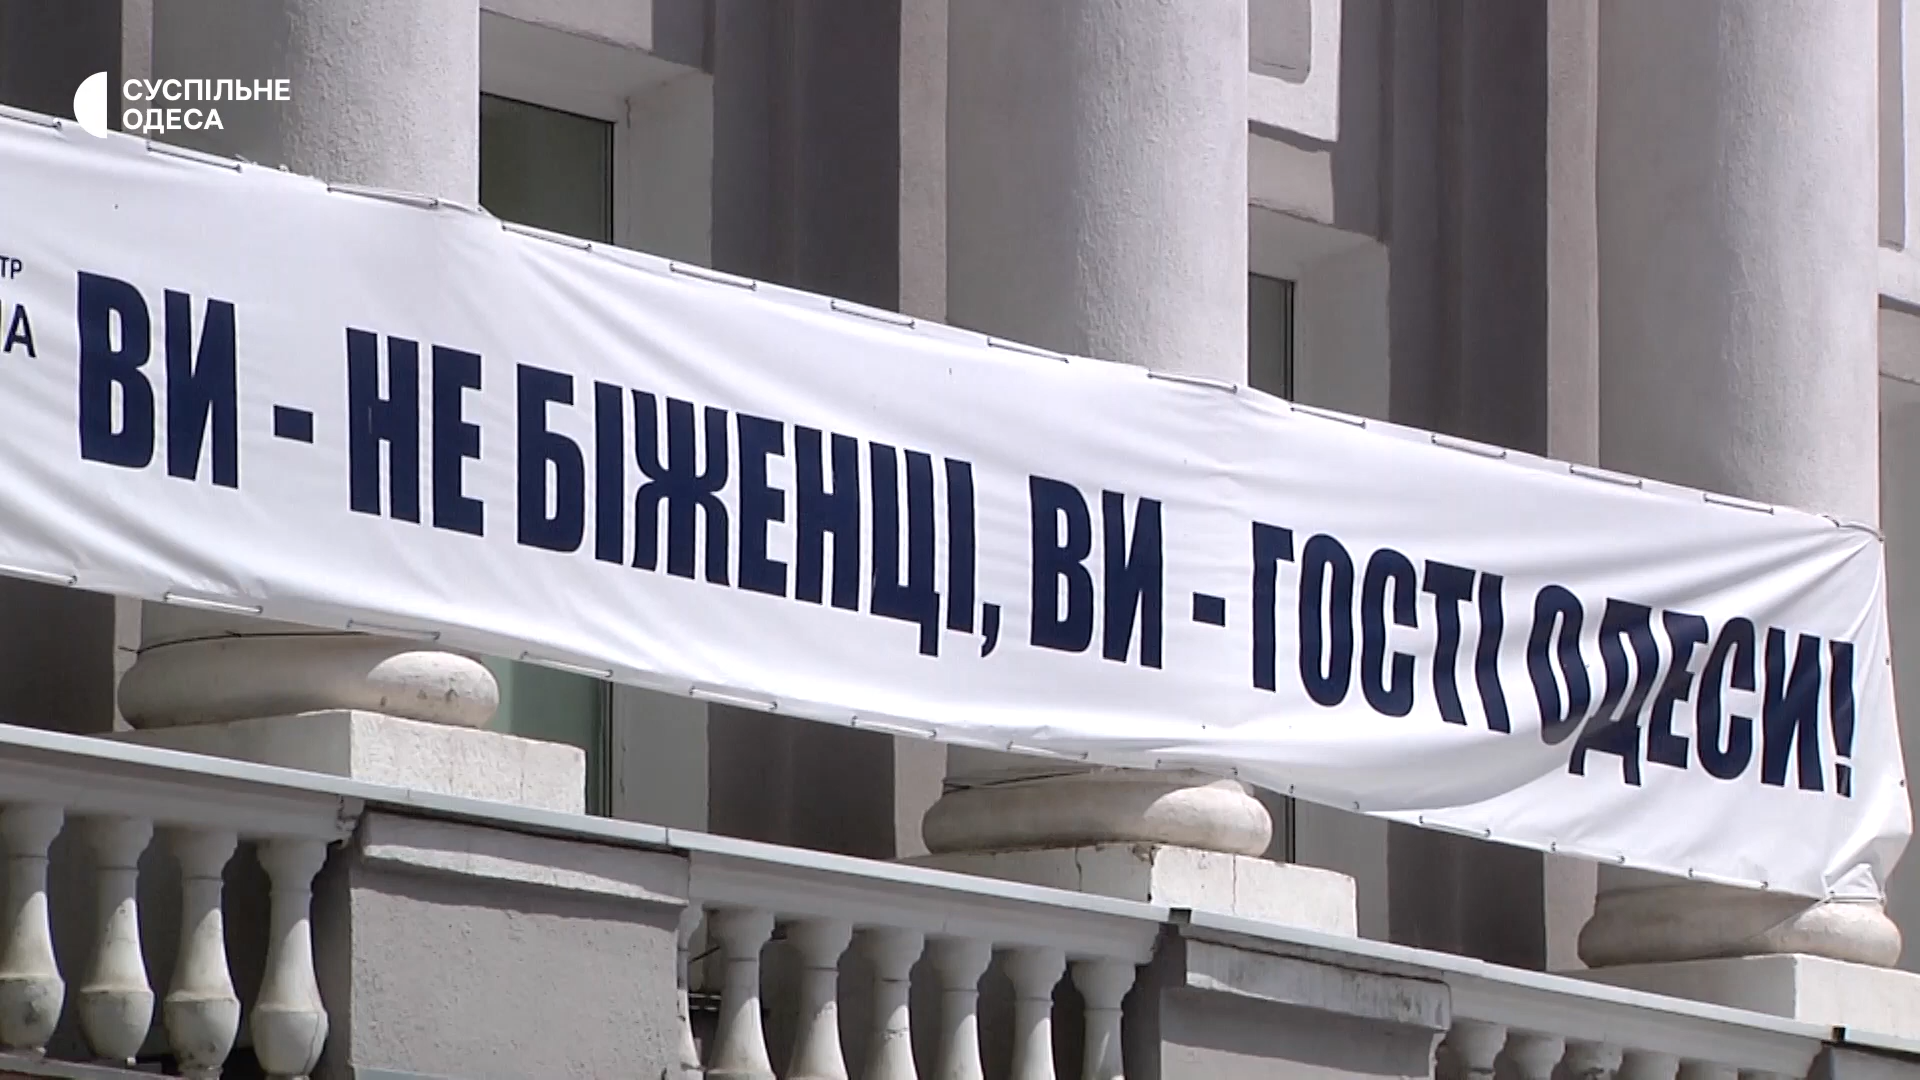 СУСПІЛЬНЕ
ОДЕСА
ВИ - НЕ БІЖЕНЦІ, ВИ - ГОСТІ ОДЕСИ!